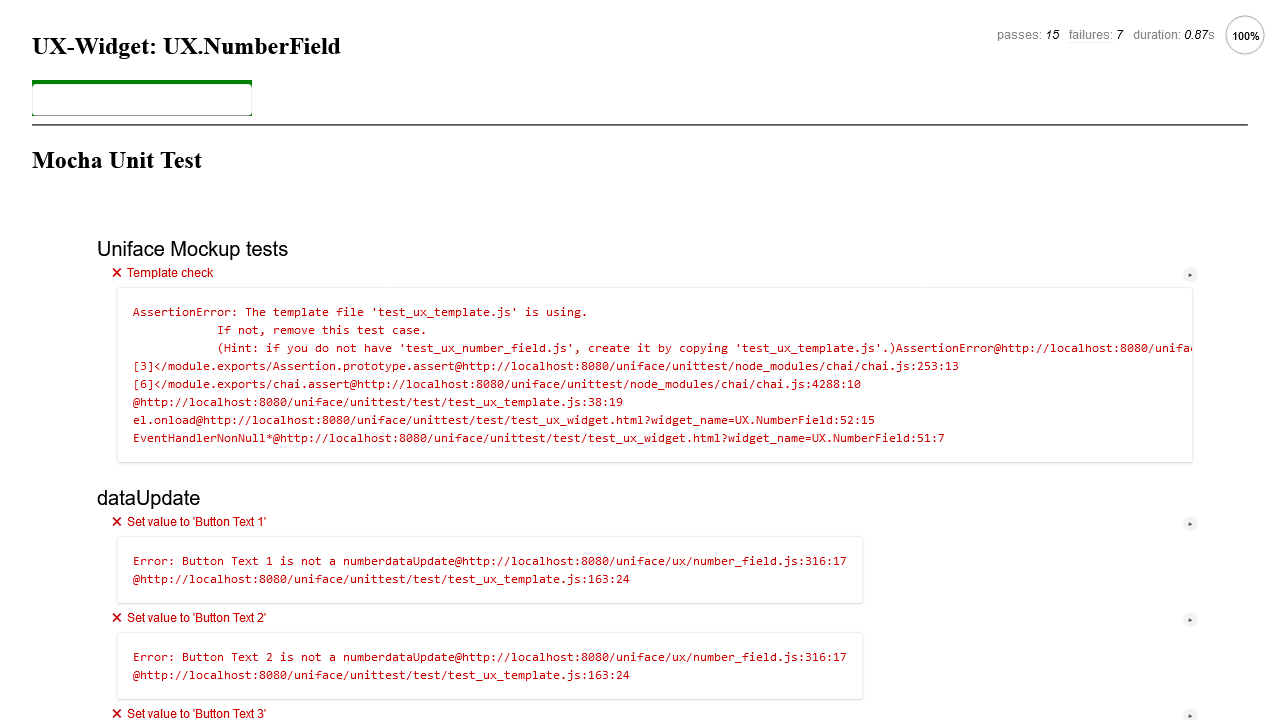 UX-Widget: UX.NumberField
passes: 15 failures: 7 duration: 0.87s 100%
Mocha Unit Test
Uniface Mockup tests
✕ Template check
AssertionError: The template file 'test_ux_template.js' is using.
If not, remove this test case.
(Hint: if you do not have 'test_ux_number_field.js', create it by copying 'test_ux_template.js'.)AssertionError@http://localhost:8080/uniface
[3]</module.exports/Assertion.prototype.assert@http://localhost:8080/uniface/unittest/node_modules/chai/chai.js:253:13
[6]</module.exports/chai.assert@http://localhost:8080/uniface/unittest/node_modules/chai/chai.js:4288:10
@http://localhost:8080/uniface/unittest/test/test_ux_template.js:38:19
el.onload@http://localhost:8080/uniface/unittest/test/test_ux_widget.html?widget_name=UX.NumberField:52:15
EventHandlerNonNull*@http://localhost:8080/uniface/unittest/test/test_ux_widget.html?widget_name=UX.NumberField:51:7
dataUpdate
✕ Set value to 'Button Text 1'
Error: Button Text 1 is not a numberdataUpdate@http://localhost:8080/uniface/ux/number_field.js:316:17
@http://localhost:8080/uniface/unittest/test/test_ux_template.js:163:24
✕ Set value to 'Button Text 2'
Error: Button Text 2 is not a numberdataUpdate@http://localhost:8080/uniface/ux/number_field.js:316:17
@http://localhost:8080/uniface/unittest/test/test_ux_template.js:163:24
✕ Set value to 'Button Text 3'